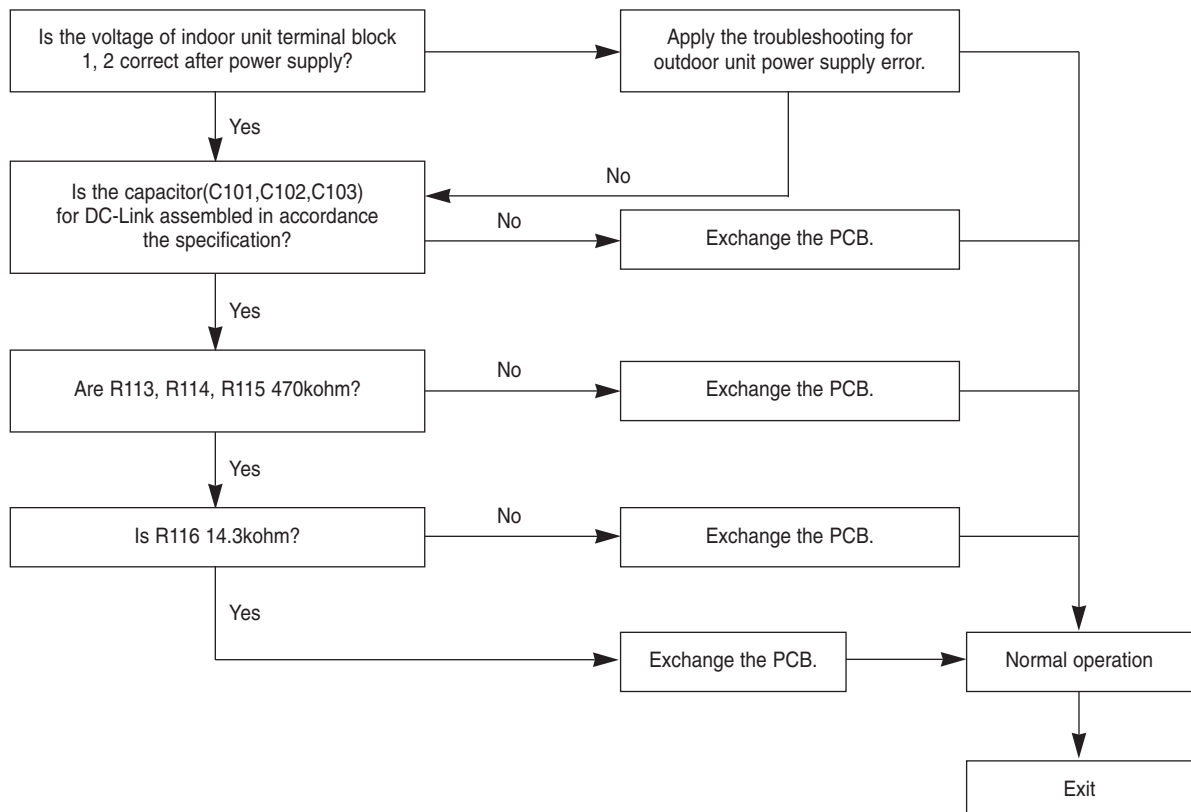 Is the voltage of indoor unit terminal block
1, 2 correct after power supply?
Apply the troubleshooting for
outdoor unit power supply error.
Yes
No
Is the capacitor(C101,C102,C103)
for DC-Link assembled in accordance
the specification?
No
Exchange the PCB.
Yes
Are R113, R114, R115 470kohm?
No
Exchange the PCB.
Yes
Is R116 14.3kohm?
No
Exchange the PCB.
Yes
Exchange the PCB.
Normal operation
Exit